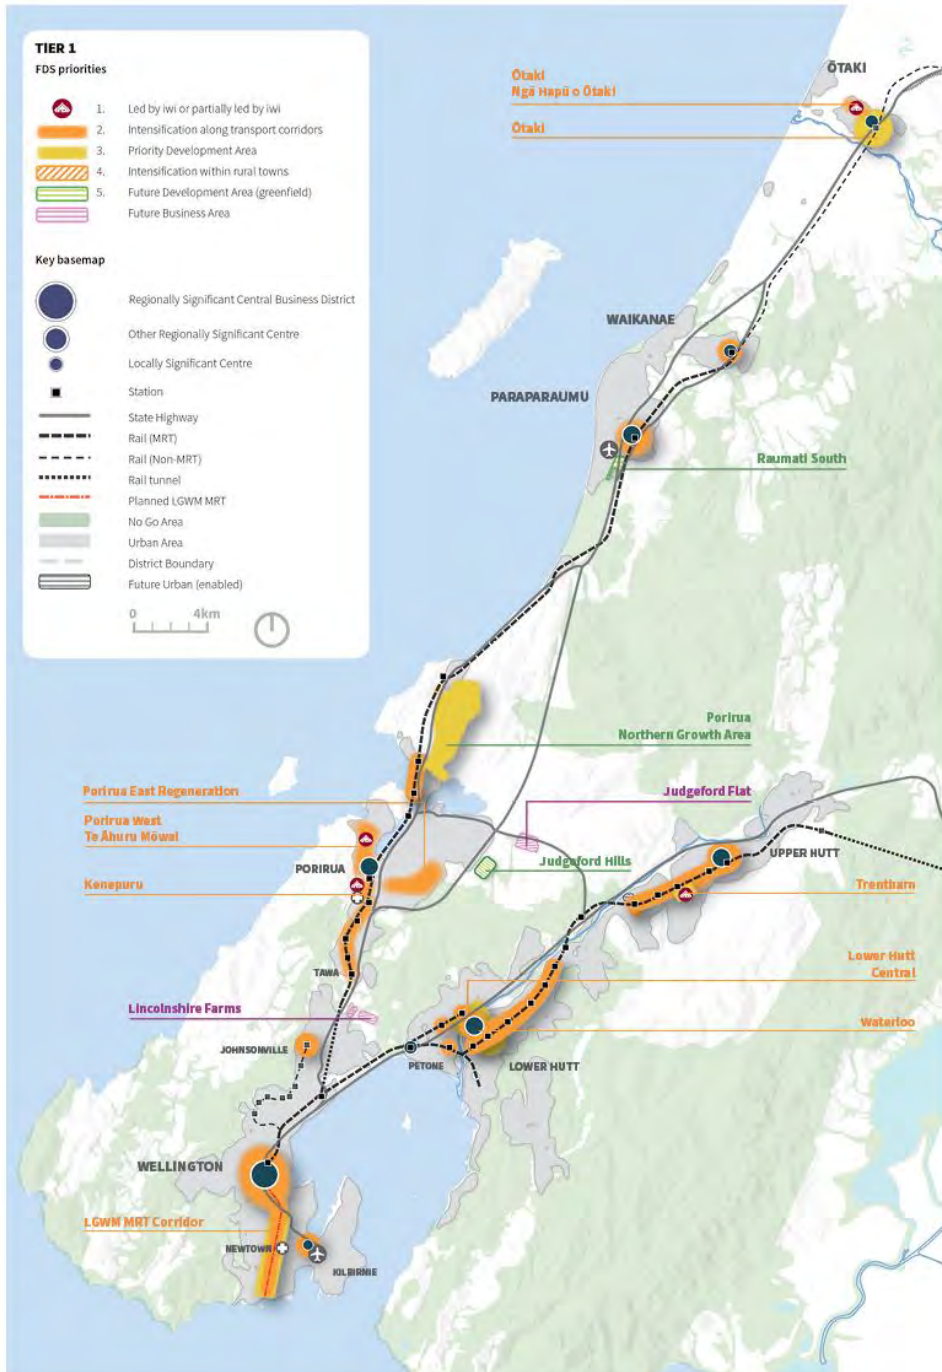 TIER 1
FDS priorities
1. Led by iwi or partially led by iwi
2. Intensification along transport corridors
3. Priority Development Area
4. Intensification within rural towns
5. Future Development Area (greenfield)
Future Business Area
Key basemap
Regionally Significant Central Business District
Other Regionally Significant Centre
Locally Significant Centre
Station
State Highway
Rail (MRT)
Rail (Non-MRT)
Rail tunnel
Planned LGWM MRT
No Go Area
Urban Area
District Boundary
Future Urban (enabled)
0 4km
ŌTAKI
Ōtaki
Ngā Hapū o Ōtaki
Ōtaki
WAIKANAE
PARAPARAUMU
Raumati South
Porirua
Northern Growth Area
Porirua East Regeneration
Judgeford Flat
Porirua West
Te Āhuru Mōwai
UPPER HUTT
Judgeford Hills
PORIRUA
Kenepuru
Trentham
Lower Hutt
Central
TAWA
Lincolnshire Farms
Waterloo
JOHNSONVILLE
PETONE
LOWER HUTT
WELLINGTON
LGWM MRT Corridor
NEWTOWN
KILBIRNIE